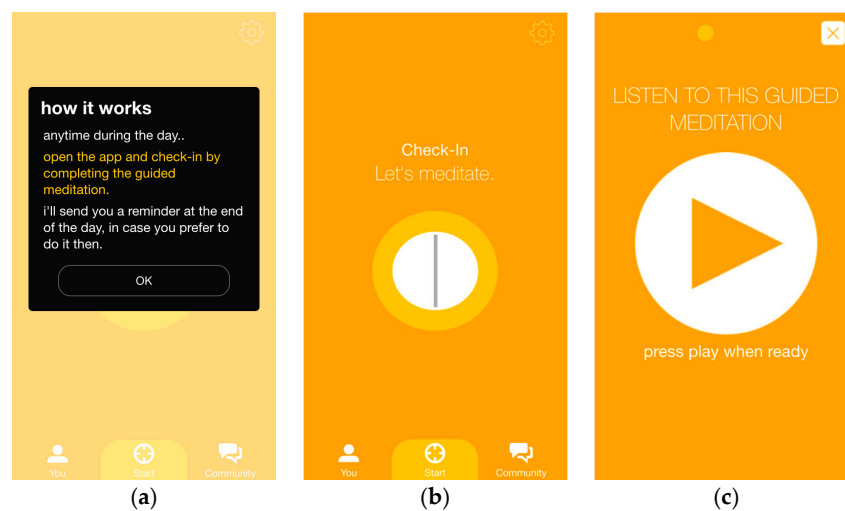 how it works
anytime during the day..
open the app and check-in by
completing the guided
meditation.
i'll send you a reminder at the end
of the day, in case you prefer to
do it then.
OK
You
Start
Community
(a)
Check-In
Let's meditate.
You
Start
Community
(b)
LISTEN TO THIS GUIDED
MEDITATION
press play when ready
(c)